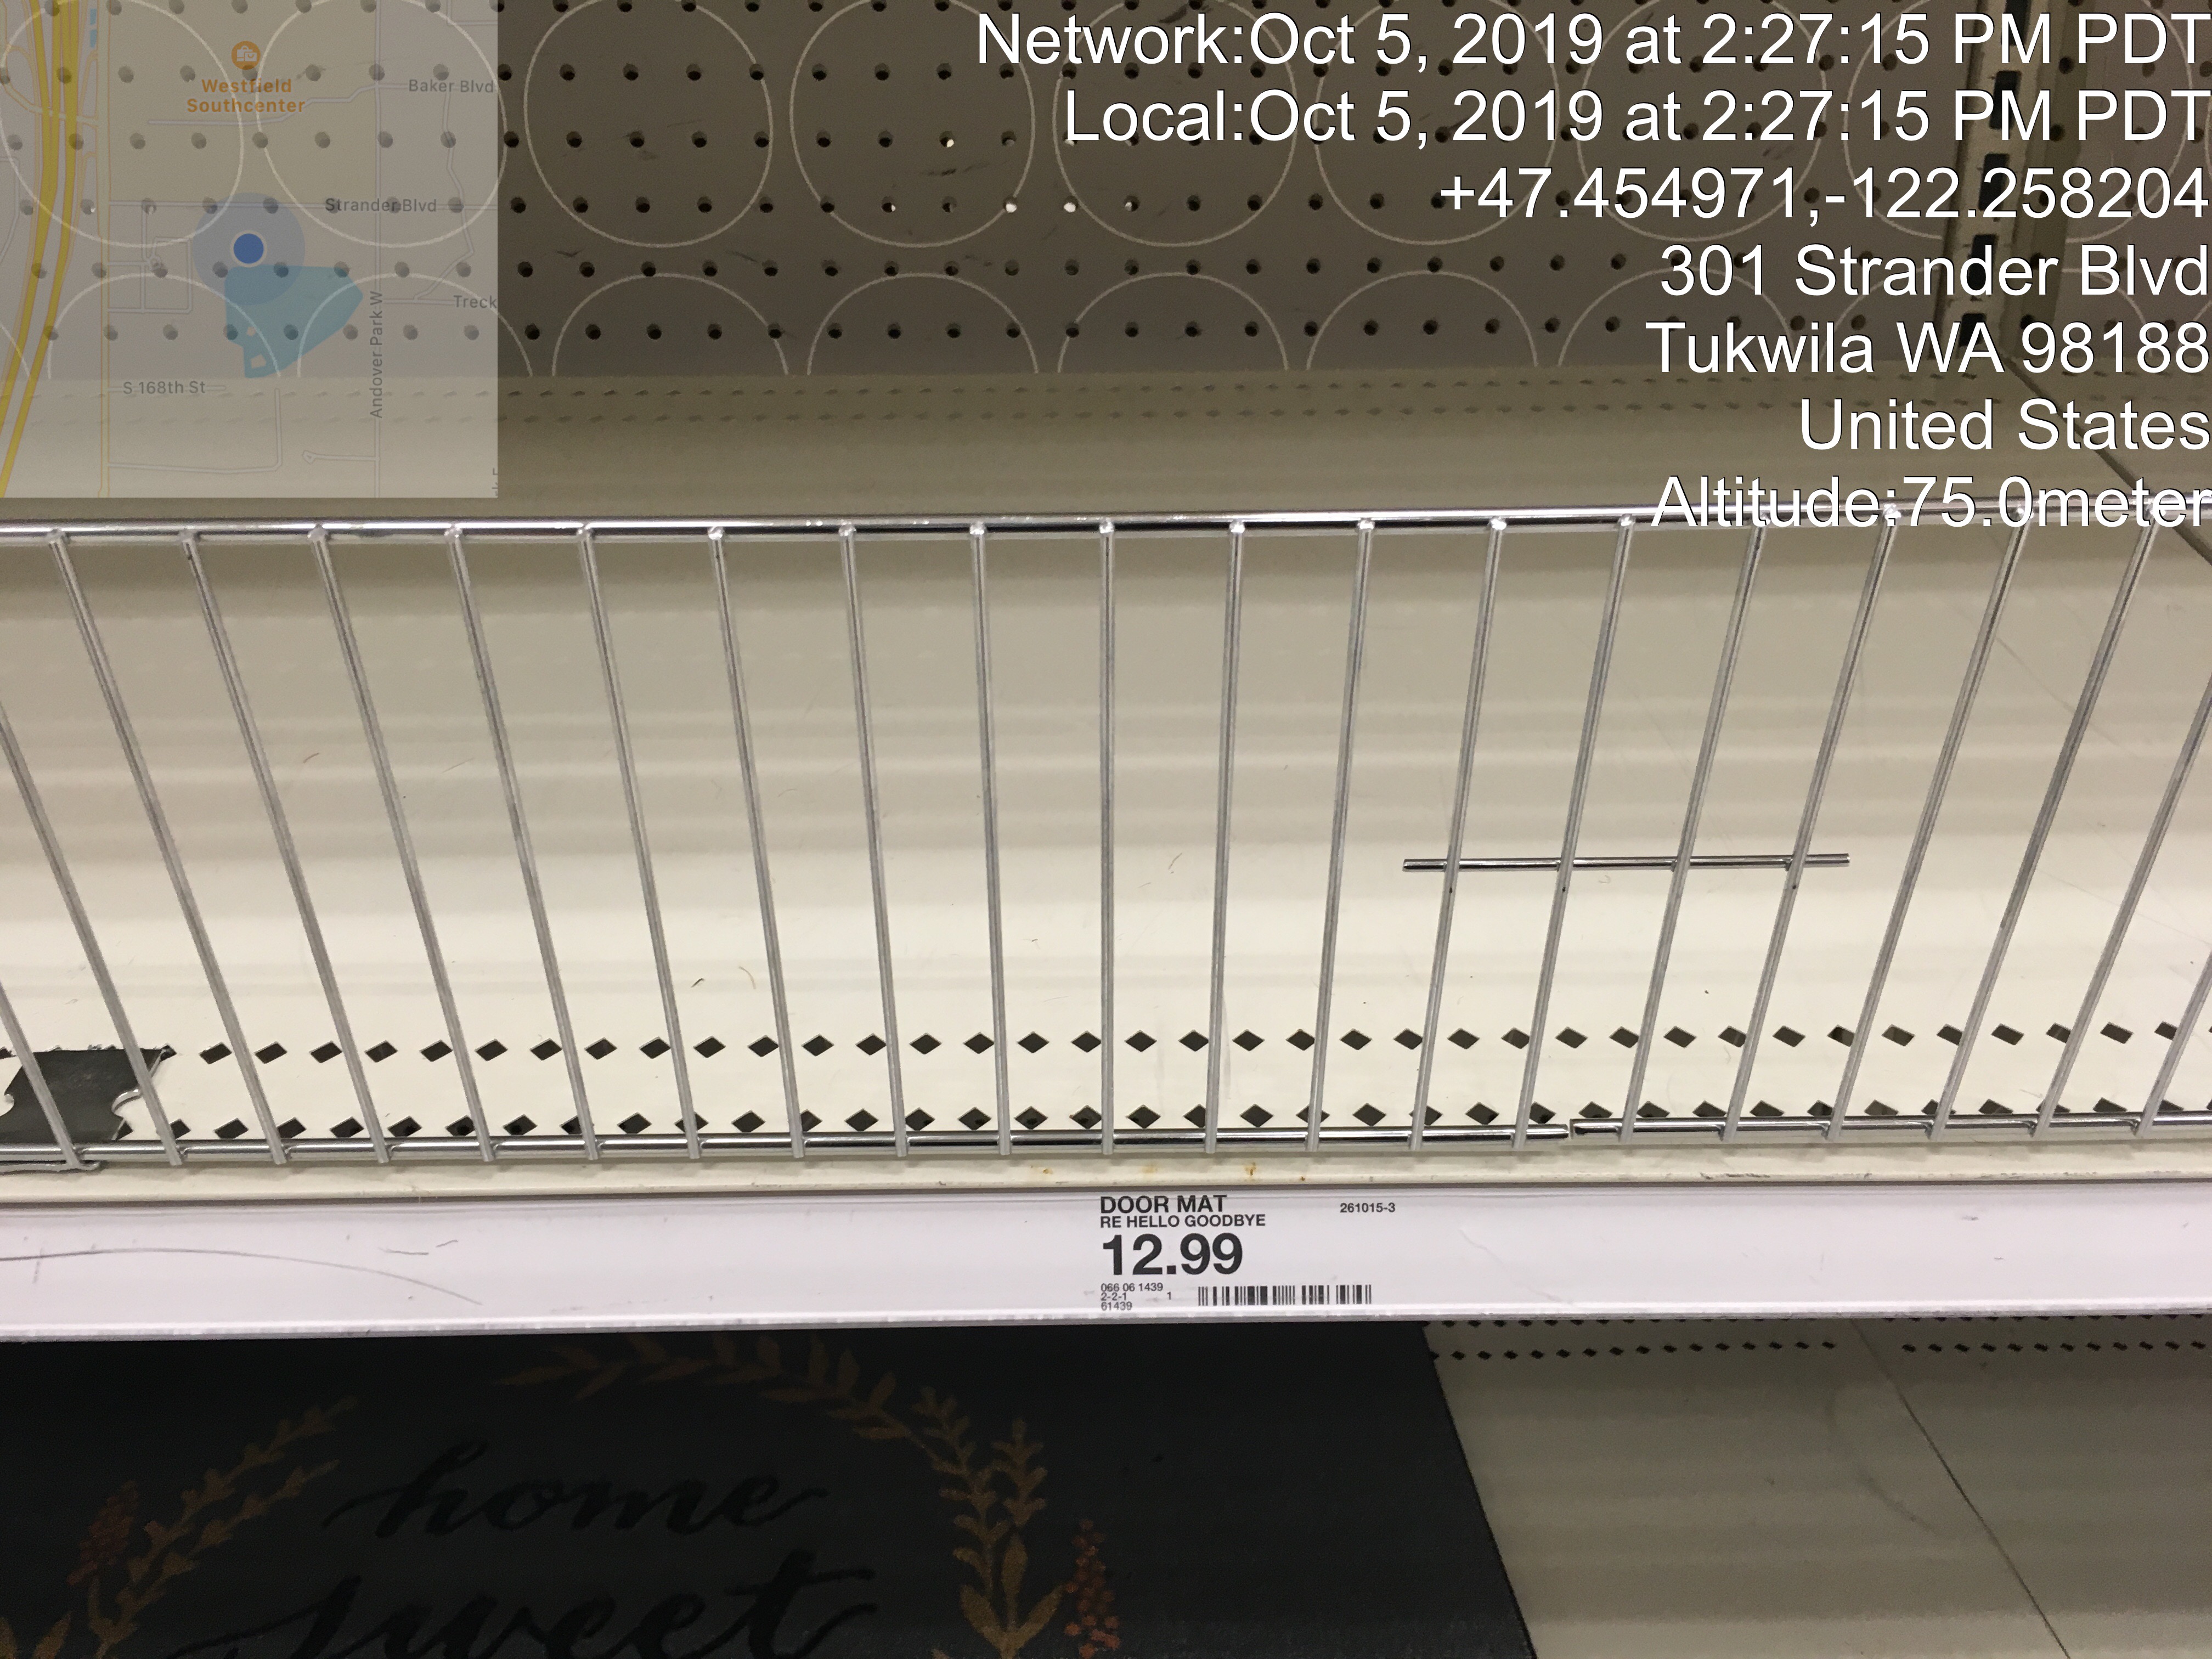 Network:Oct 5, 2019 at 2:27:15 PM PDT
Local:Oct 5, 2019 at 2:27:15 PM PDT
+47.454971,-122.258204
301 Strander Blvd
Tukwila WA 98188
United States
Altitude:75.0meter
Westfield
Southcenter
Baker Blvd
Strander Blvd
Treck
Andover Park W
S 168th St
DOOR MAT 261015-3
RE HELLO GOODBYE
12.99
066 06 1439
2-2-1 1
61439
home
sweet